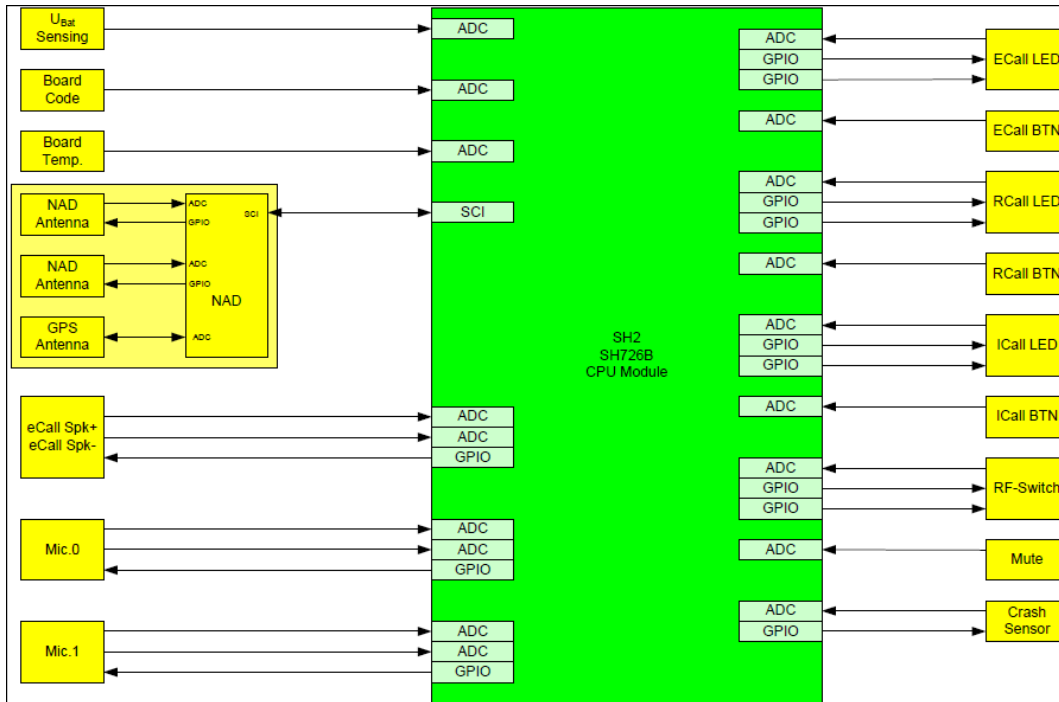 UBat
Sensing
ADC
Board
Code
ADC
Board
Temp.
ADC
NAD
Antenna
ADC
GPIO
SCI
NAD
Antenna
ADC
GPIO
NAD
GPS
Antenna
ADC
SCI
eCall Spk+
eCall Spk-
ADC
ADC
GPIO
Mic.0
ADC
ADC
GPIO
Mic.1
ADC
ADC
GPIO
SH2
SH726B
CPU Module
ADC
GPIO
GPIO
ECall LED
ADC
ECall BTN
ADC
GPIO
GPIO
RCall LED
ADC
RCall BTN
ADC
GPIO
GPIO
ICall LED
ADC
ICall BTN
ADC
GPIO
GPIO
RF-Switch
ADC
Mute
ADC
GPIO
Crash
Sensor